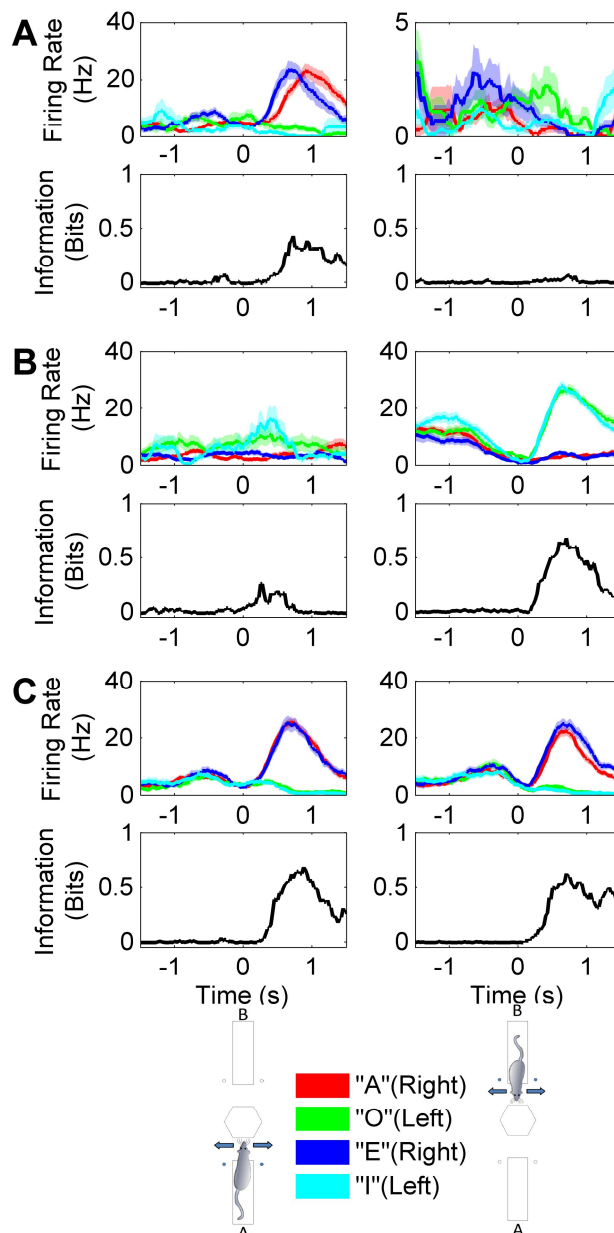 A
Firing Rate
(Hz)
40
20
0
-1 0 1
5
0
-1 0 1
Information
(Bits)
1
0.5
0
-1 0 1
1
0.5
0
-1 0 1
B
Firing Rate
(Hz)
40
20
0
-1 0 1
40
20
0
-1 0 1
Information
(Bits)
1
0.5
0
-1 0 1
1
0.5
0
-1 0 1
C
Firing Rate
(Hz)
40
20
0
-1 0 1
40
20
0
-1 0 1
Information
(Bits)
1
0.5
0
-1 0 1
1
0.5
0
-1 0 1
Time (s)
Time (s)
B
B
"A"(Right)
"O"(Left)
"E"(Right)
"I"(Left)
A
A